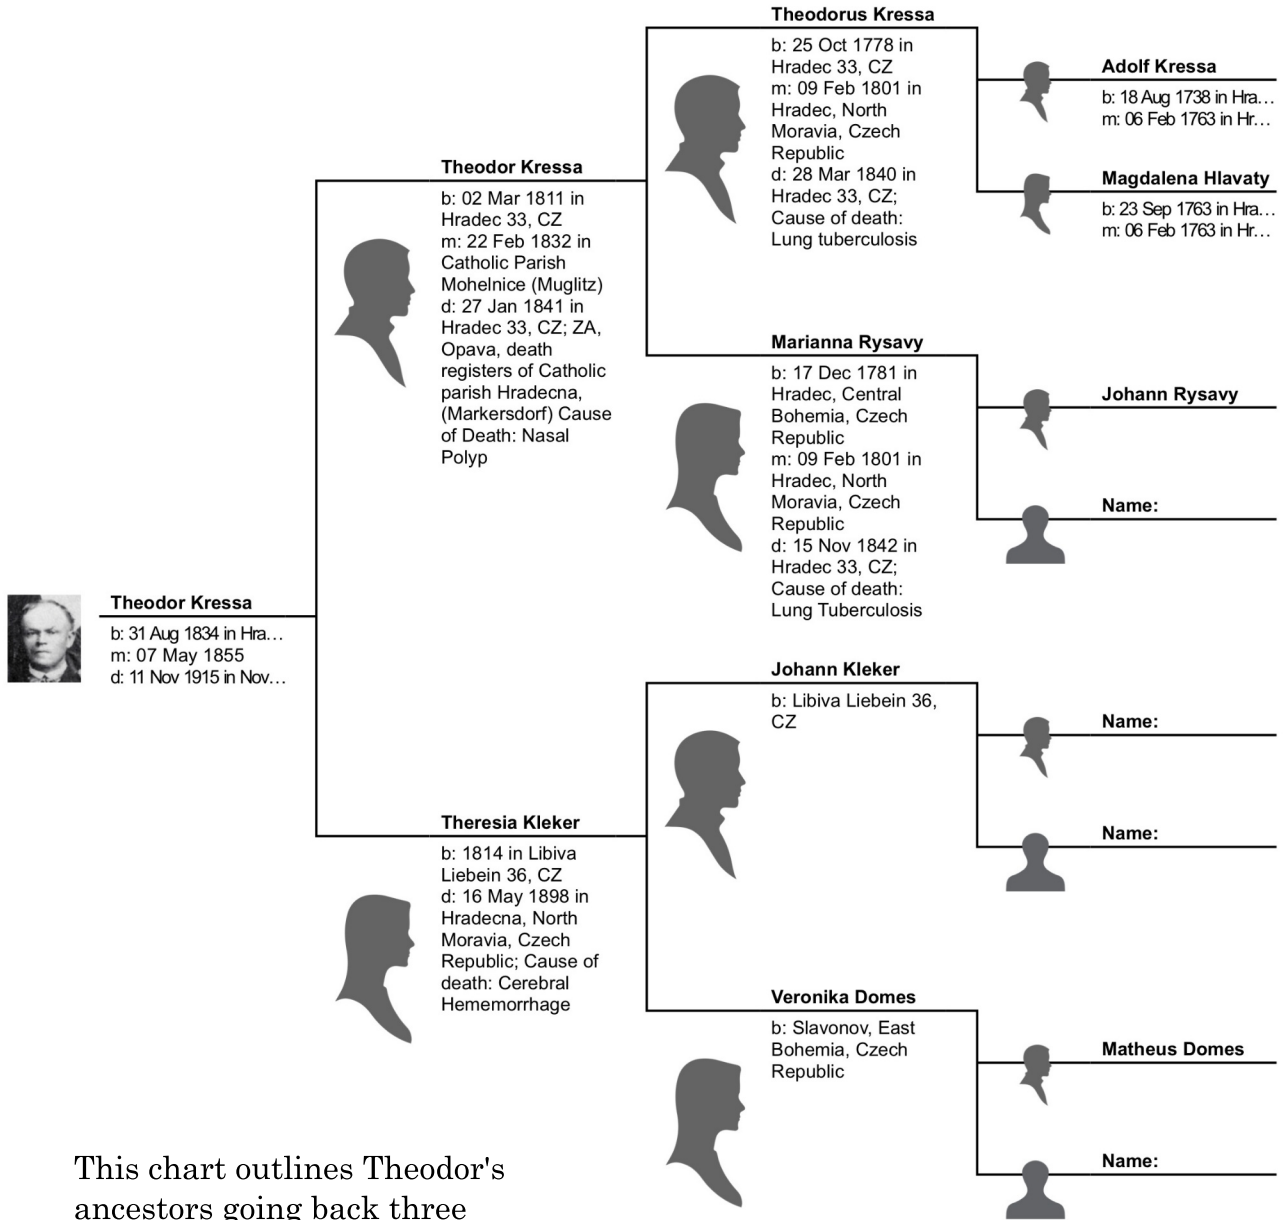 Theodorus Kressa
b: 25 Oct 1778 in
Hradec 33, CZ
m: 09 Feb 1801 in
Hradec, North
Moravia, Czech
Republic
d: 28 Mar 1840 in
Hradec 33, CZ;
Cause of death:
Lung tuberculosis
Adolf Kressa
b: 18 Aug 1738 in Hra…
m: 06 Feb 1763 in Hr…
Magdalena Hlavaty
b: 23 Sep 1763 in Hra…
m: 06 Feb 1763 in Hr…
Theodor Kressa
b: 02 Mar 1811 in
Hradec 33, CZ
m: 22 Feb 1832 in
Catholic Parish
Mohelnice (Muglitz)
d: 27 Jan 1841 in
Hradec 33, CZ; ZA,
Opava, death
registers of Catholic
parish Hradecna,
(Markersdorf) Cause
of Death: Nasal
Polyp
Marianna Rysavy
b: 17 Dec 1781 in
Hradec, Central
Bohemia, Czech
Republic
m: 09 Feb 1801 in
Hradec, North
Moravia, Czech
Republic
d: 15 Nov 1842 in
Hradec 33, CZ;
Cause of death:
Lung Tuberculosis
Johann Rysavy
Name:
Theodor Kressa
b: 31 Aug 1834 in Hra…
m: 07 May 1855
d: 11 Nov 1915 in Nov…
Johann Kleker
b: Libiva Liebein 36,
CZ
Name:
Name:
Theresia Kleker
b: 1814 in Libiva
Liebein 36, CZ
d: 16 May 1898 in
Hradecna, North
Moravia, Czech
Republic; Cause of
death: Cerebral
Hememorrhage
Veronika Domes
b: Slavonov, East
Bohemia, Czech
Republic
Matheus Domes
Name:
This chart outlines Theodor's
ancestors going back three